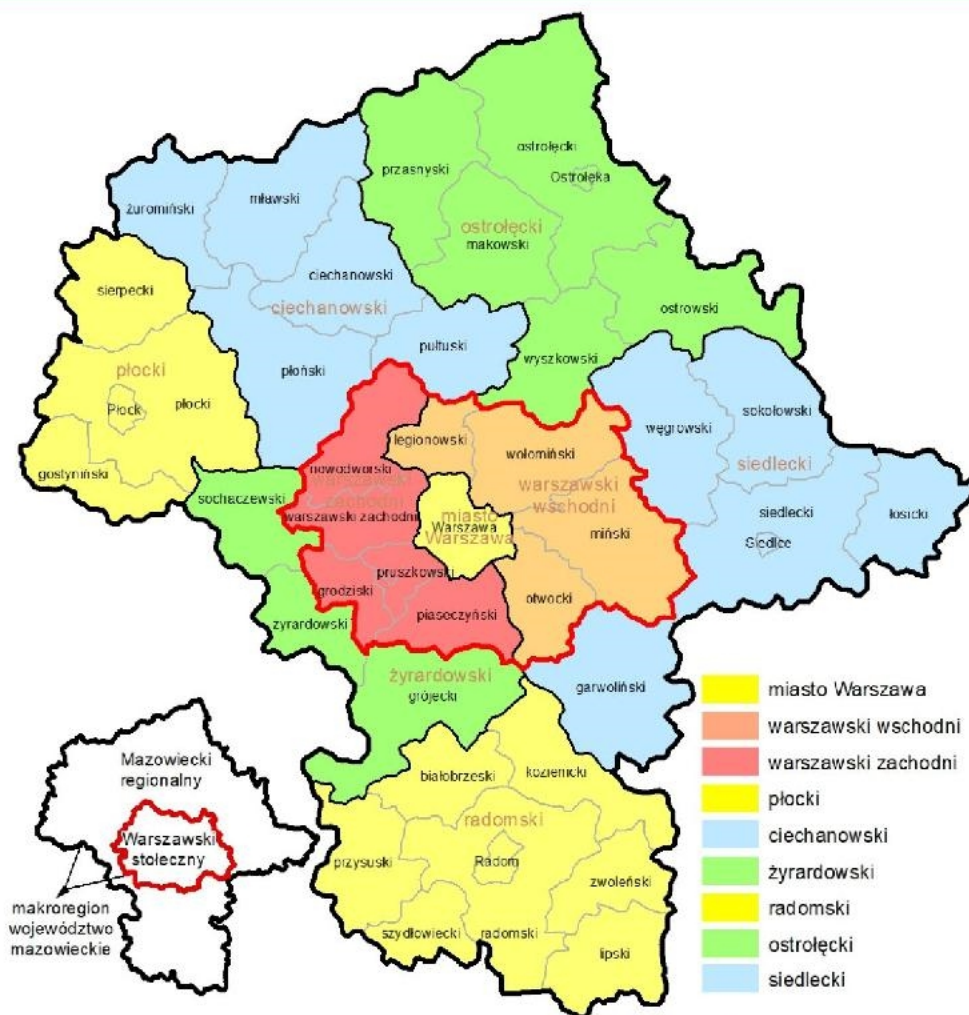 ostrołęcki
Ostrołęka
przasnyski
mławski
żuromiński
ostrołęcki
makowski
ciechanowski
sierpecki
ciechanowski
ostrowski
pułtuski
wyszkowski
płocki
płoński
Płock
płocki
sokołowski
węgrowski
legionowski
wołomiński
siedlecki
gostyniński
nowodworski
warszawski
zachodni
warszawski
wschodni
sochaczewski
warszawski zachodni
miasto
Warszawa
Warszawa
miński
siedlecki
Siedlce
łosicki
pruszkowski
grodziski
otwocki
piaseczyński
żyrardowski
żyrardowski
grójecki
garwoliński
białobrzeski
kozienicki
radomski
Radom
przysuski
zwoleński
szydłowiecki
radomski
lipski
Mazowiecki
regionalny
Warszawski
stołeczny
makroregion
województwo
mazowieckie
miasto Warszawa
warszawski wschodni
warszawski zachodni
płocki
ciechanowski
żyrardowski
radomski
ostrołęcki
siedlecki